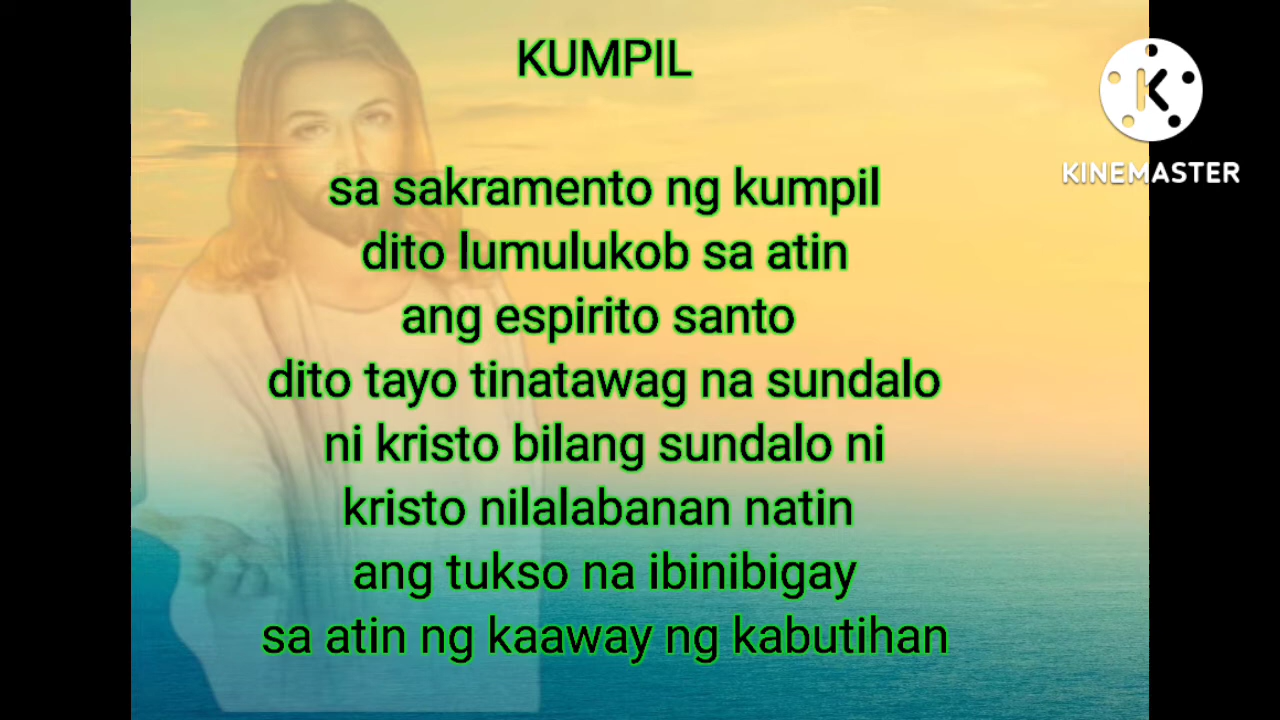 KUMPIL
K
KINEMASTER
sa sakramento ng kumpil
dito lumulukob sa atin
ang espirito santo
dito tayo tinatawag na sundalo
ni kristo bilang sundalo ni
kristo nilalabanan natin
ang tukso na ibinibigay
sa atin ng kaaway ng kabutihan